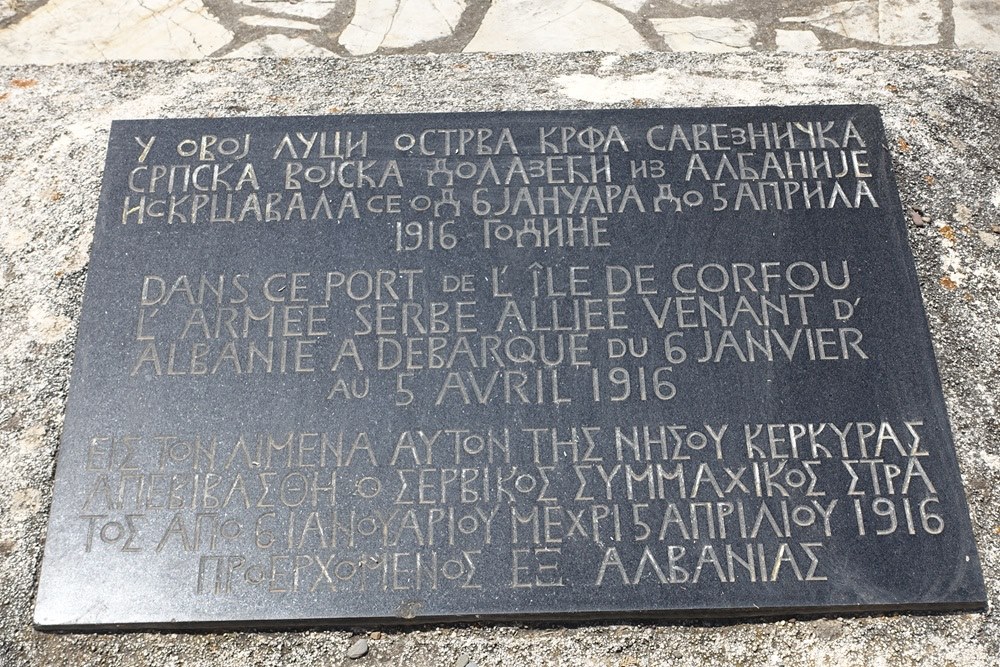 У ОВОЈ ЛУЦИ ОСТРВА КРФА САВЕЗНИЧКА
СРПСКА ВОЈСКА ДОЛАЗЕЋИ ИЗ АЛБАНИЈЕ
ИСКРЦАВАЛА СЕ ОД 6 ЈАНУАРА ДО 5 АПРИЛА
1916 ГОДИНЕ
DANS CE PORT DE L' ÎLE DE CORFOU
L' ARMÉE SERBE ALLIÉE VENANT D'
ALBANIE A DEBARQUE DU 6 JANVIER
AU 5 AVRIL 1916
ΕΙΣ ΤΟΝ ΛΙΜΕΝΑ ΑΥΤΟΝ ΤΗΣ ΝΗΣΟΥ ΚΕΡΚΥΡΑΣ
ΑΠΕΒΙΒΑΣΘΗ Ο ΣΕΡΒΙΚΟΣ ΣΥΜΜΑΧΙΚΟΣ ΣΤΡΑ
ΤΟΣ ΑΠΟ 6 ΙΑΝΟΥΑΡΙΟΥ ΜΕΧΡΙ 5 ΑΠΡΙΛΙΟΥ 1916
ΠΡΟΕΡΧΟΜΕΝΟΣ ΕΞ ΑΛΒΑΝΙΑΣ